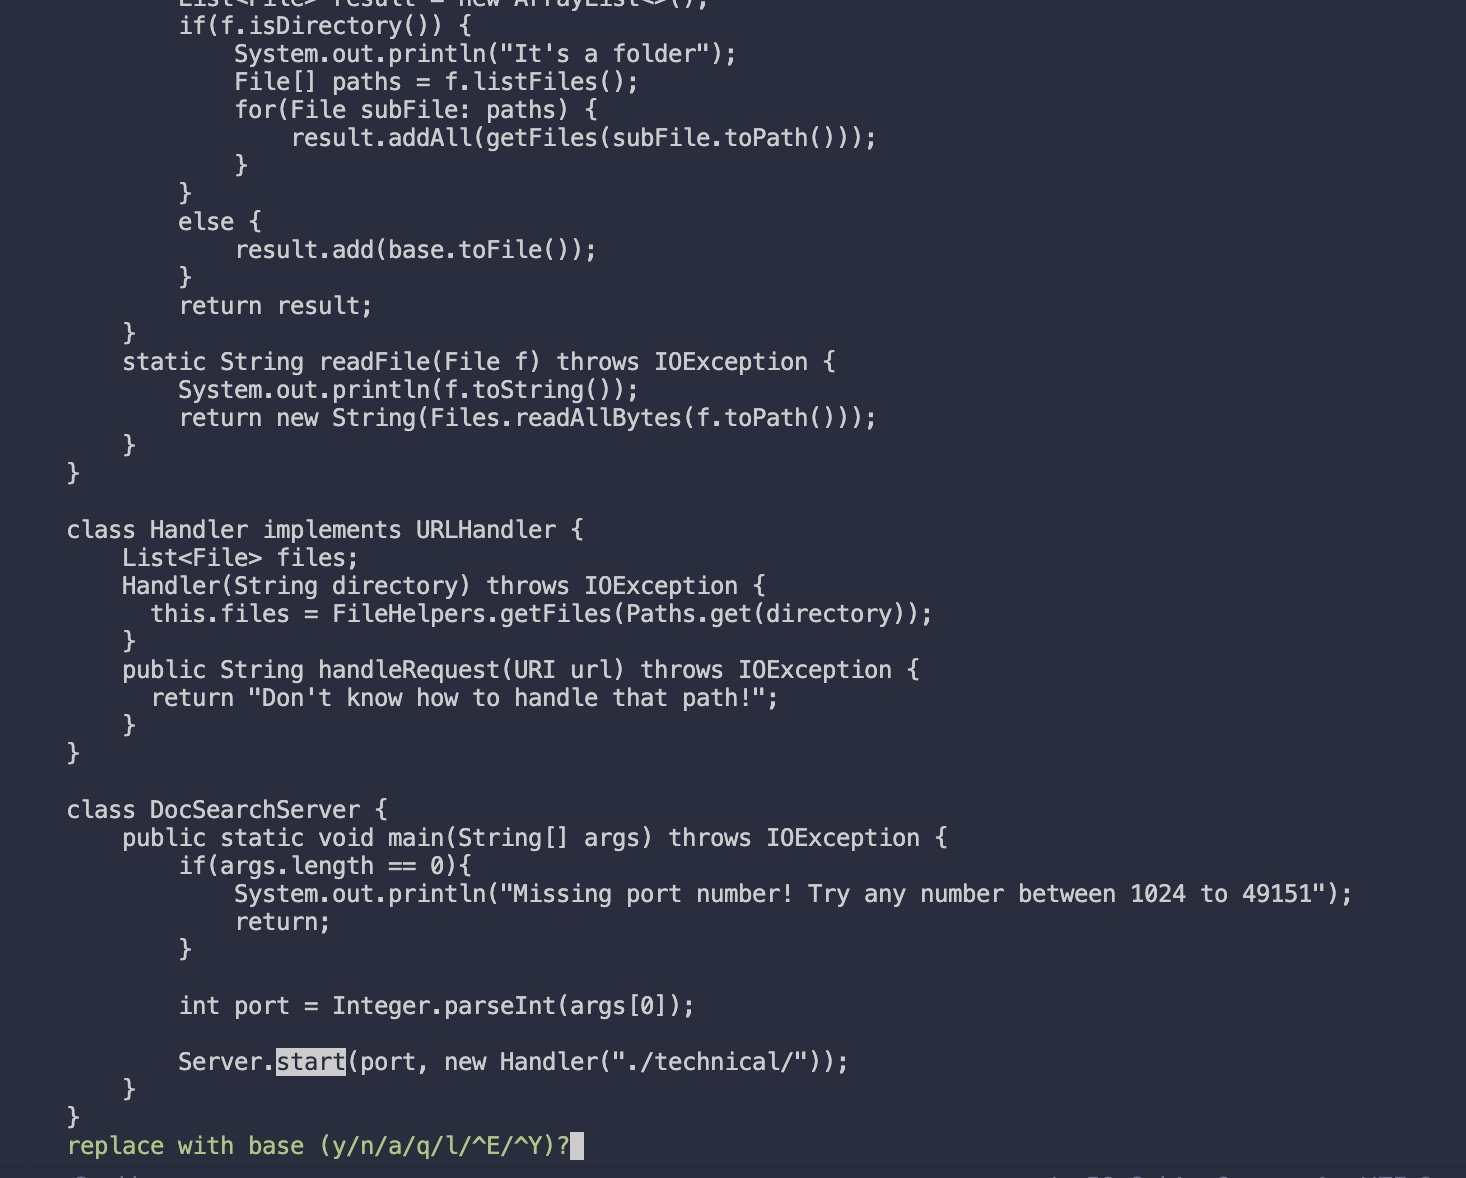 List<File> result = new ArrayList<>();
if(f.isDirectory()) {
System.out.println("It's a folder");
File[] paths = f.listFiles();
for(File subFile: paths) {
result.addAll(getFiles(subFile.toPath()));
}
}
else {
result.add(base.toFile());
}
return result;
}
static String readFile(File f) throws IOException {
System.out.println(f.toString());
return new String(Files.readAllBytes(f.toPath()));
}
}
class Handler implements URLHandler {
List<File> files;
Handler(String directory) throws IOException {
this.files = FileHelpers.getFiles(Paths.get(directory));
}
public String handleRequest(URI url) throws IOException {
return "Don't know how to handle that path!";
}
}
class DocSearchServer {
public static void main(String[] args) throws IOException {
if(args.length == 0){
System.out.println("Missing port number! Try any number between 1024 to 49151");
return;
}
int port = Integer.parseInt(args[0]);
Server.start(port, new Handler("./technical/"));
}
}
replace with base (y/n/a/q/l/^E/^Y)?